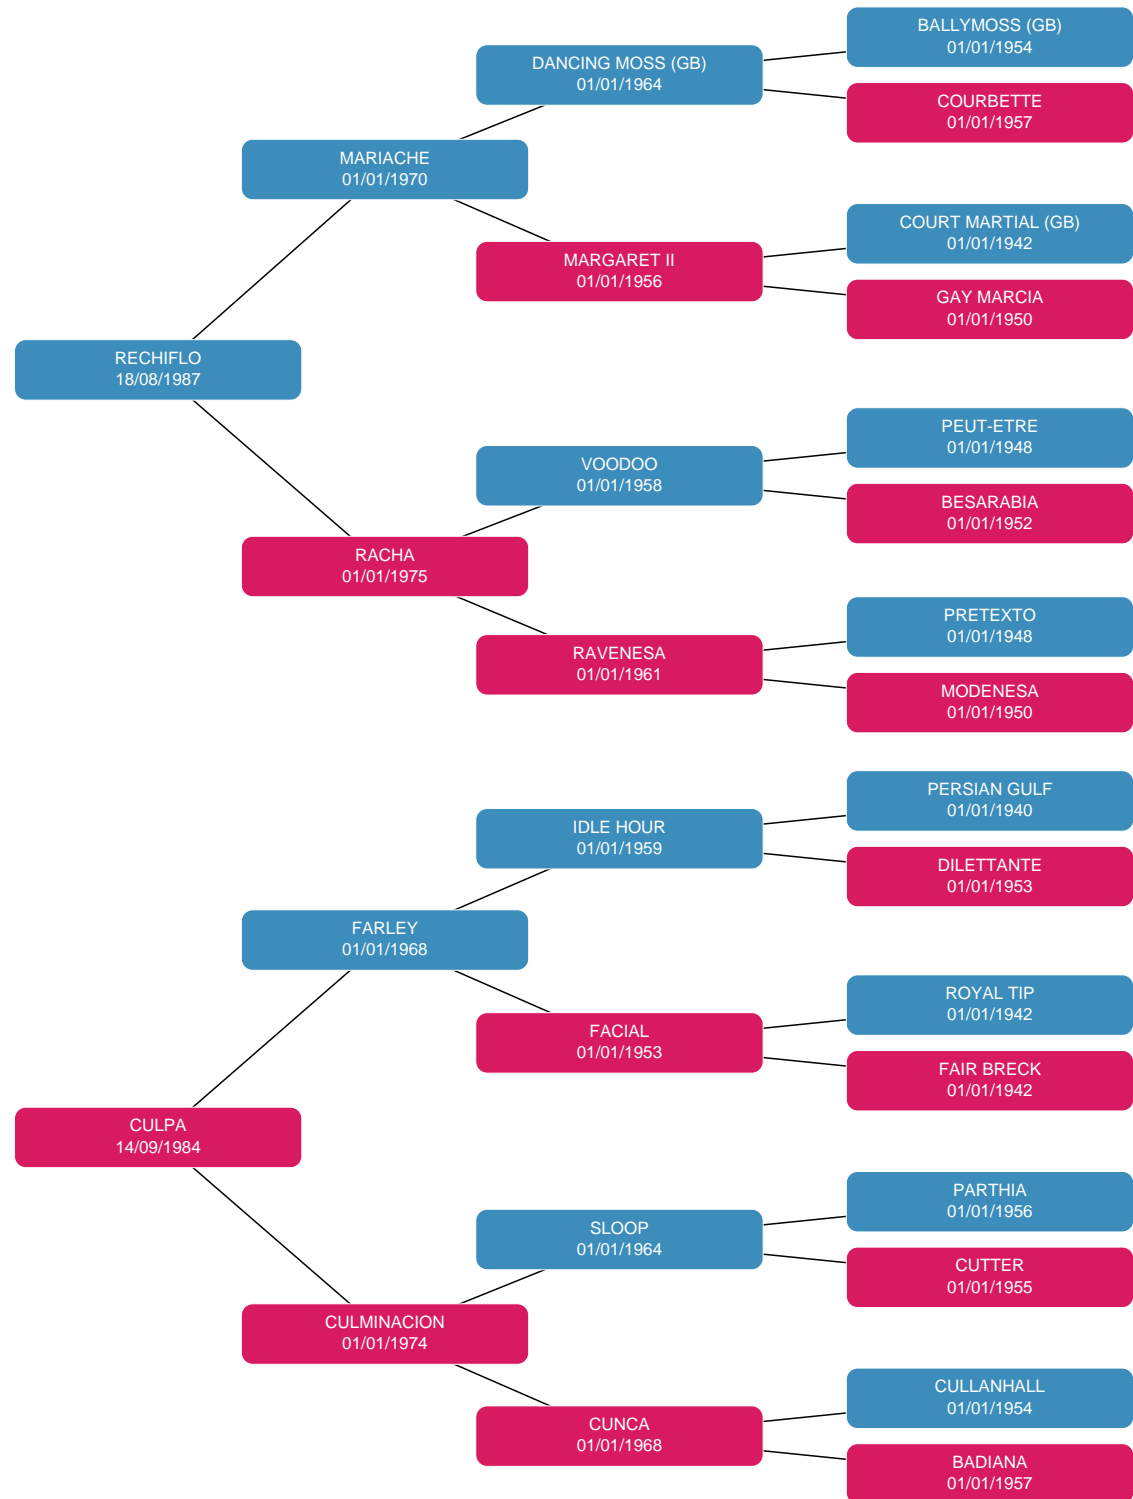 BALLYMOSS (GB)
01/01/1954
DANCING MOSS (GB)
01/01/1964
COURBETTE
01/01/1957
MARIACHE
01/01/1970
COURT MARTIAL (GB)
01/01/1942
MARGARET II
01/01/1956
GAY MARCIA
01/01/1950
RECHIFLO
18/08/1987
PEUT-ETRE
01/01/1948
VOODOO
01/01/1958
BESARABIA
01/01/1952
RACHA
01/01/1975
PRETEXTO
01/01/1948
RAVENESA
01/01/1961
MODENESA
01/01/1950
PERSIAN GULF
01/01/1940
IDLE HOUR
01/01/1959
DILETTANTE
01/01/1953
FARLEY
01/01/1968
ROYAL TIP
01/01/1942
FACIAL
01/01/1953
FAIR BRECK
01/01/1942
CULPA
14/09/1984
PARTHIA
01/01/1956
SLOOP
01/01/1964
CUTTER
01/01/1955
CULMINACION
01/01/1974
CULLANHALL
01/01/1954
CUNCA
01/01/1968
BADIANA
01/01/1957